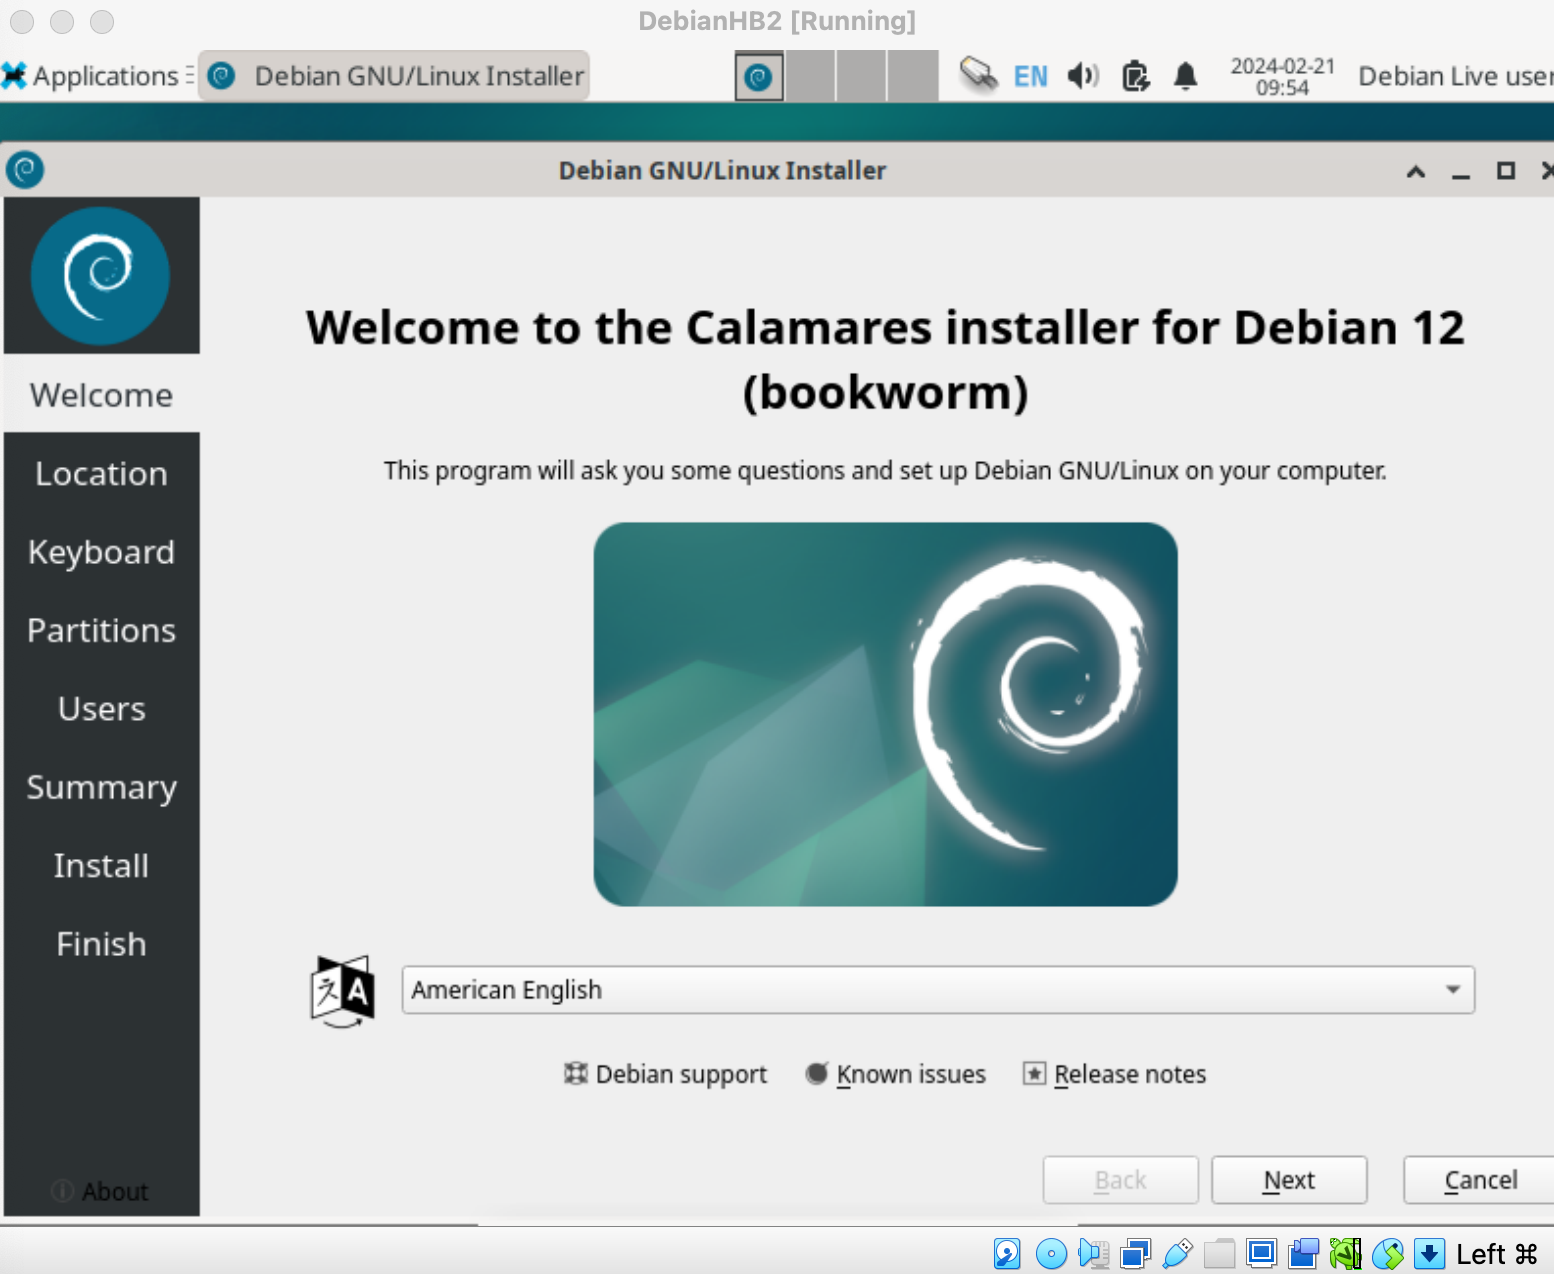 DebianHB2 [Running]
Applications
Debian GNU/Linux Installer
EN
2024-02-21
09:54
Debian Live user
Debian GNU/Linux Installer
Welcome
Location
Keyboard
Partitions
Users
Summary
Install
Finish
About
Welcome to the Calamares installer for Debian 12
(bookworm)
This program will ask you some questions and set up Debian GNU/Linux on your computer.
American English
Debian support
Known issues
Release notes
Back
Next
Cancel
Left ⌘